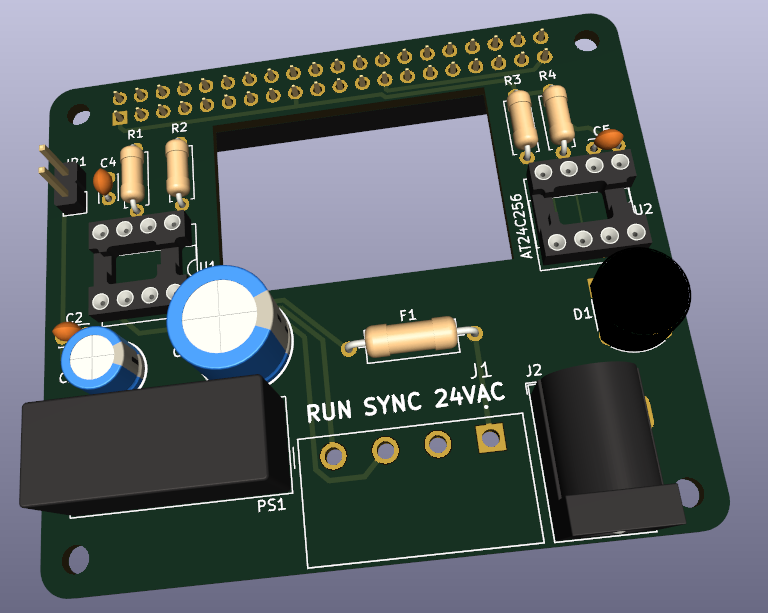 R3 R4
R1 R2
C5
C4
JP1
AT24C256
U2
U1
D1
F1
C2
J1
J2
RUN SYNC 24VAC
PS1